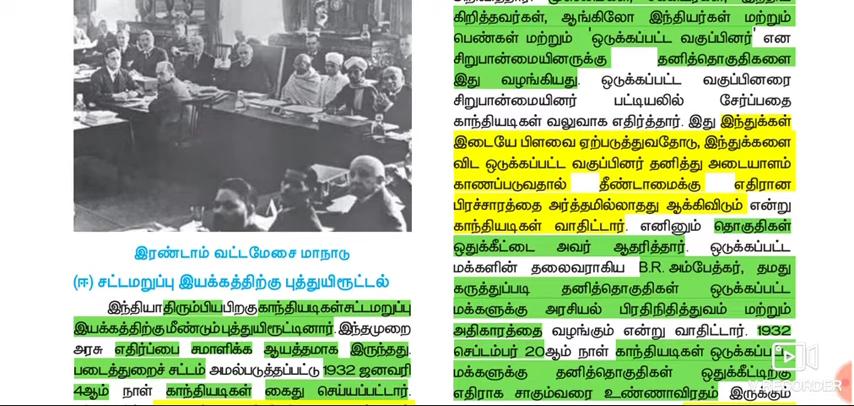 இரண்டாம் வட்டமேசை மாநாடு
(ஈ) சட்டமறுப்பு இயக்கத்திற்கு புத்துயிரூட்டல்
இந்தியா திரும்பிய பிறகு காந்தியடிகள் சட்டமறுப்பு
இயக்கத்திற்கு மீண்டும் புத்துயிரூட்டினார். இந்தமுறை
அரசு எதிர்ப்பை சமாளிக்க ஆயத்தமாக இருந்தது.
படைத்துறைச் சட்டம் அமல்படுத்தப்பட்டு 1932 ஜனவரி
4ஆம் நாள் காந்தியடிகள் கைது செய்யப்பட்டார்.
கிறித்தவர்கள், ஆங்கிலோ இந்தியர்கள் மற்றும்
பெண்கள் மற்றும் 'ஒடுக்கப்பட்ட வகுப்பினர்' என
சிறுபான்மையினருக்கு தனித்தொகுதிகளை
இது வழங்கியது. ஒடுக்கப்பட்ட வகுப்பினரை
சிறுபான்மையினர் பட்டியலில் சேர்ப்பதை
காந்தியடிகள் வலுவாக எதிர்த்தார். இது இந்துக்கள்
இடையே பிளவை ஏற்படுத்துவதோடு, இந்துக்களை
விட ஒடுக்கப்பட்ட வகுப்பினர் தனித்து அடையாளம்
காணப்படுவதால் தீண்டாமைக்கு எதிரான
பிரச்சாரத்தை அர்த்தமில்லாதது ஆக்கிவிடும் என்று
காந்தியடிகள் வாதிட்டார். எனினும் தொகுதிகள்
ஒதுக்கீட்டை அவர் ஆதரித்தார். ஒடுக்கப்பட்ட
மக்களின் தலைவராகிய B.R. அம்பேத்கர், தமது
கருத்துப்படி தனித்தொகுதிகள் ஒடுக்கப்பட்ட
மக்களுக்கு அரசியல் பிரதிநிதித்துவம் மற்றும்
அதிகாரத்தை வழங்கும் என்று வாதிட்டார். 1932
செப்டம்பர் 20ஆம் நாள் காந்தியடிகள் ஒடுக்கப்பட்ட
மக்களுக்கு தனித்தொகுதிகள் ஒதுக்கீட்டிற்கு
எதிராக சாகும்வரை உண்ணாவிரதம் இருக்கும்